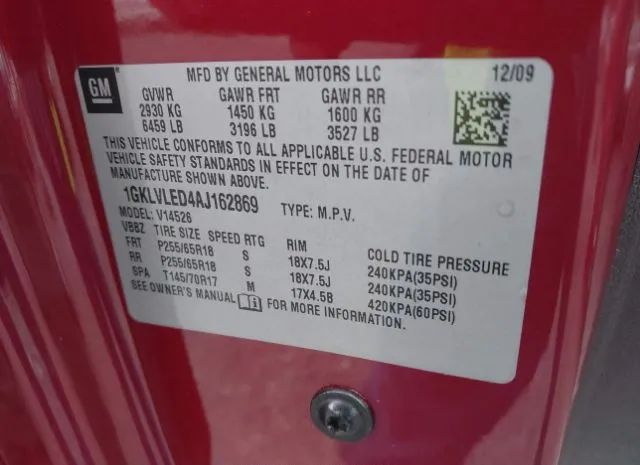 GM
MFD BY GENERAL MOTORS LLC 12/09
GVWR GAWR FRT GAWR RR
2930 KG 1450 KG 1600 KG
6459 LB 3196 LB 3527 LB
THIS VEHICLE CONFORMS TO ALL APPLICABLE U.S. FEDERAL MOTOR
VEHICLE SAFETY STANDARDS IN EFFECT ON THE DATE OF
MANUFACTURE SHOWN ABOVE.
1GKLVLED4AJ162869 TYPE: M.P.V.
MODEL: V14526
VBBZ TIRE SIZE SPEED RTG RIM COLD TIRE PRESSURE
FRT P255/65R18 S 18X7.5J 240KPA(35PSI)
RR P255/65R18 S 18X7.5J 240KPA(35PSI)
SPA T145/70R17 M 17X4.5B 420KPA(60PSI)
SEE OWNER'S MANUAL FOR MORE INFORMATION.